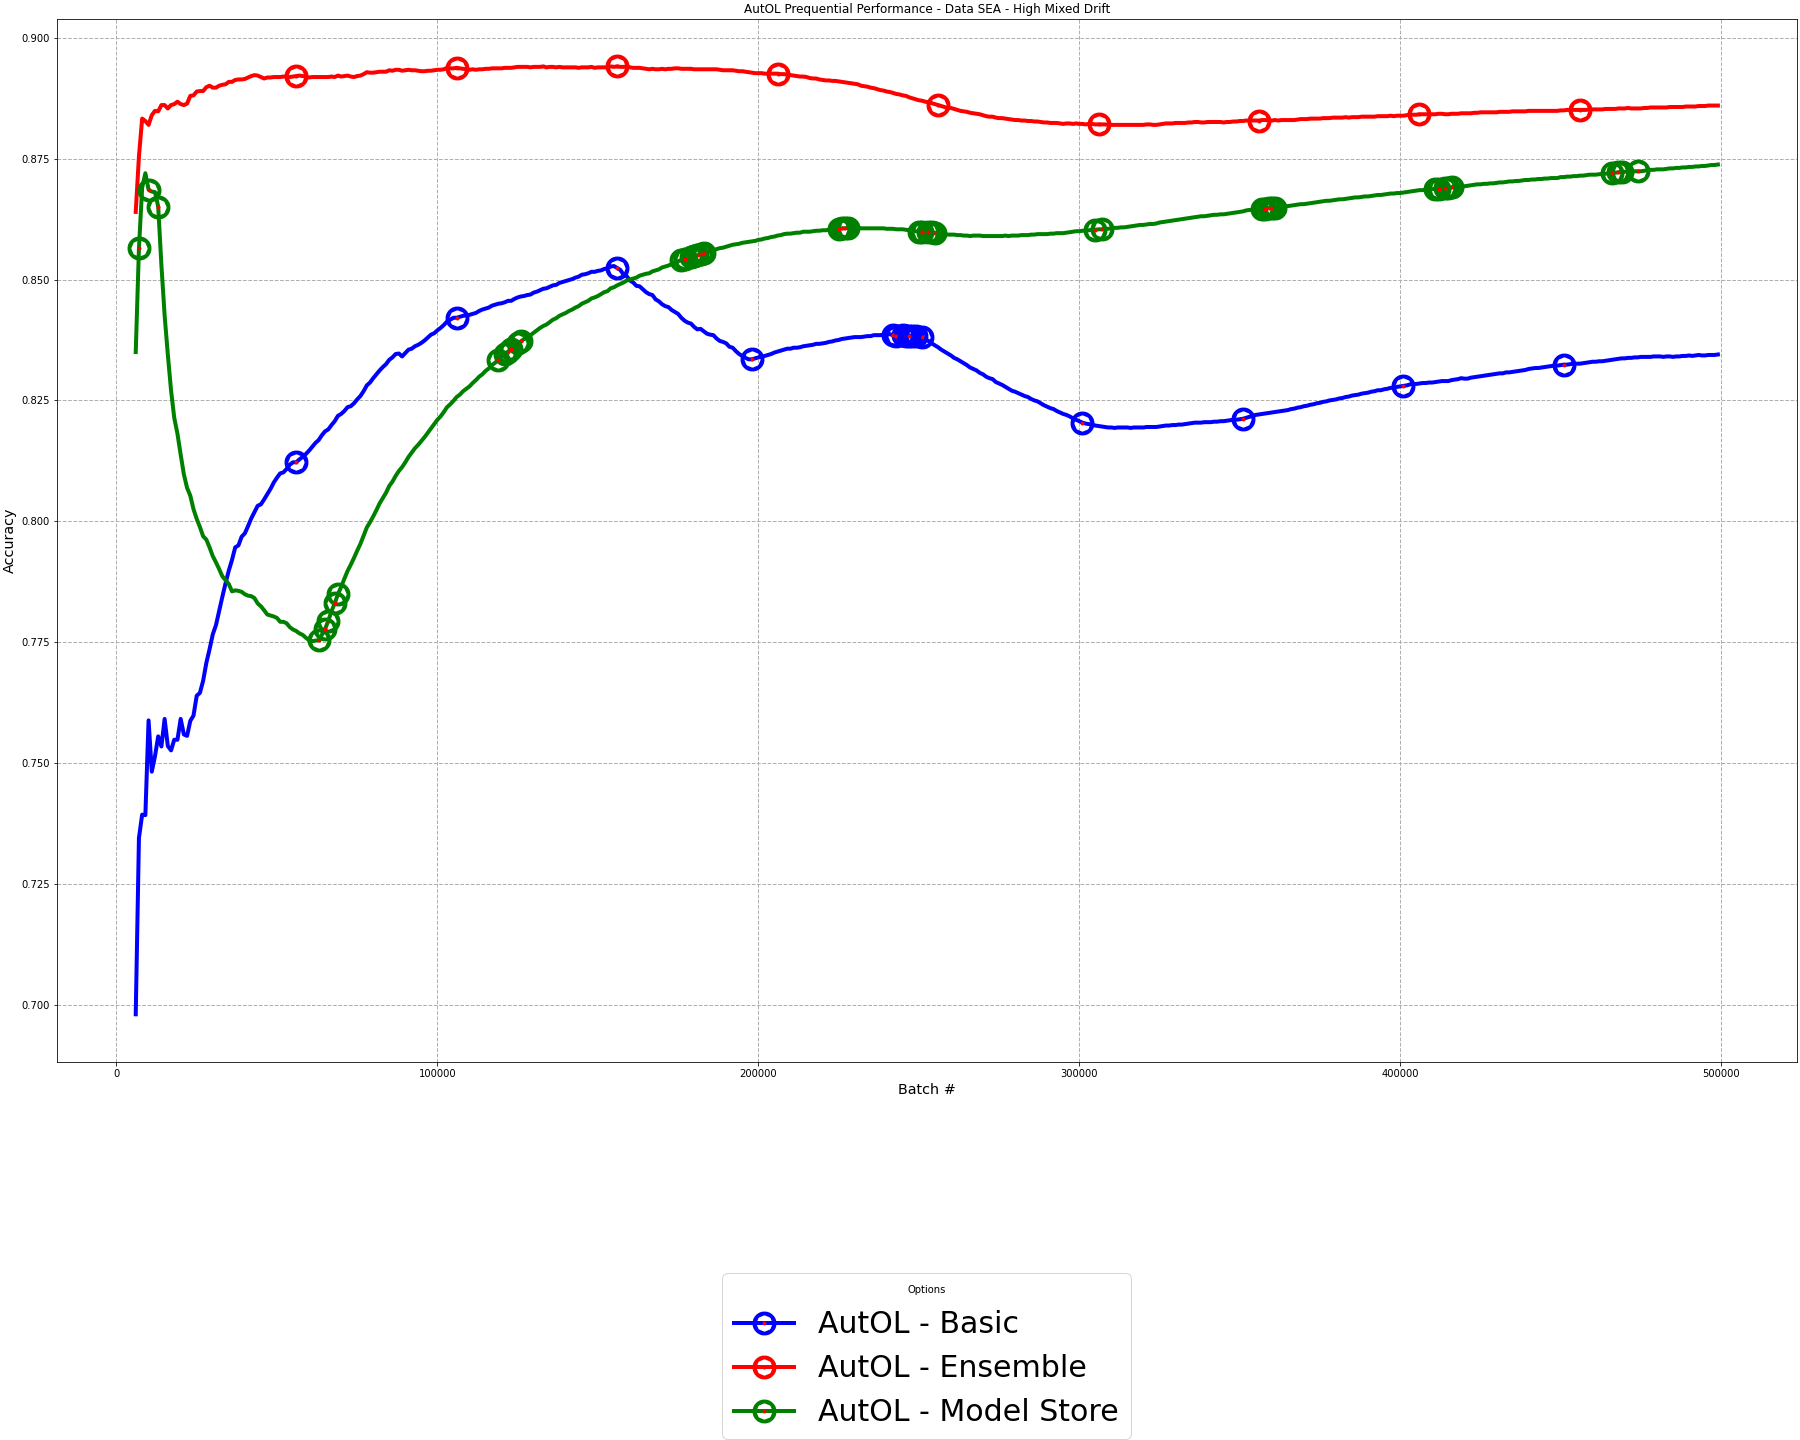 AutOL Prequential Performance - Data SEA - High Mixed Drift
0.900
0.875
0.850
0.825
0.800
0.775
0.750
0.725
0.700
Accuracy
0
100000
200000
300000
400000
500000
Batch #
Options
AutOL - Basic
AutOL - Ensemble
AutOL - Model Store